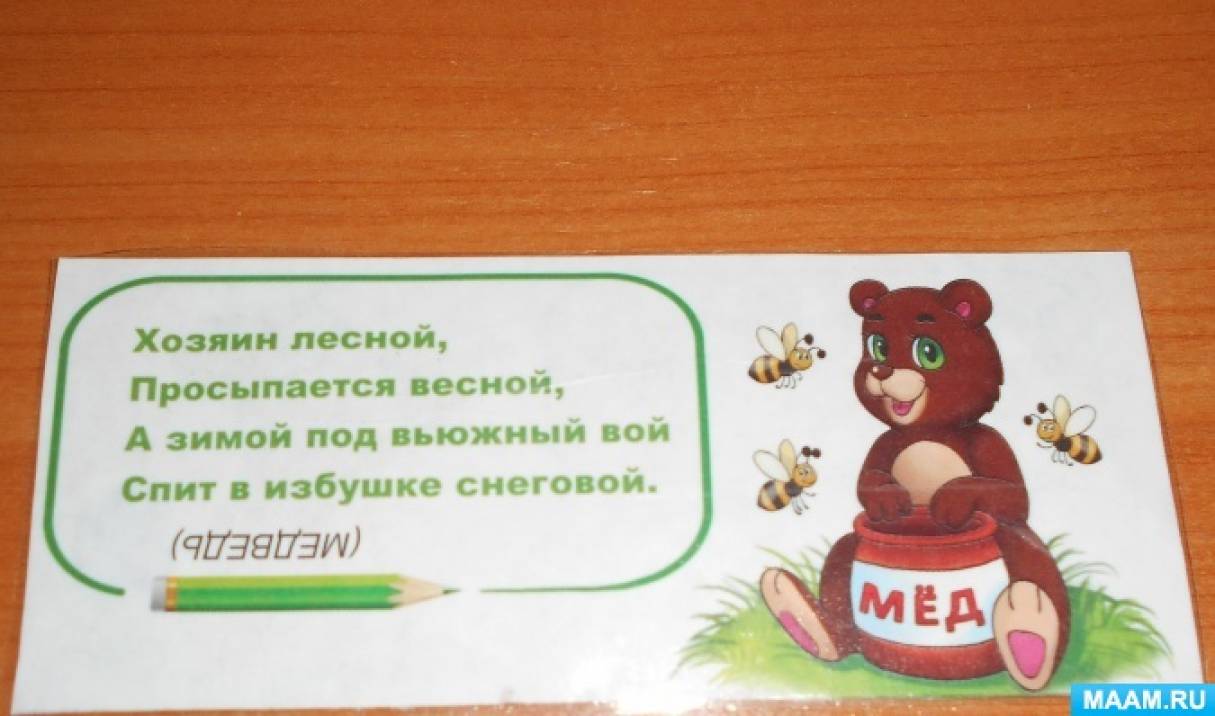 Хозяин лесной,
Просыпается весной,
А зимой под вьюжный вой
Спит в избушке снеговой.
(МЕДВЕДЬ)
МЁД
MAAM.RU